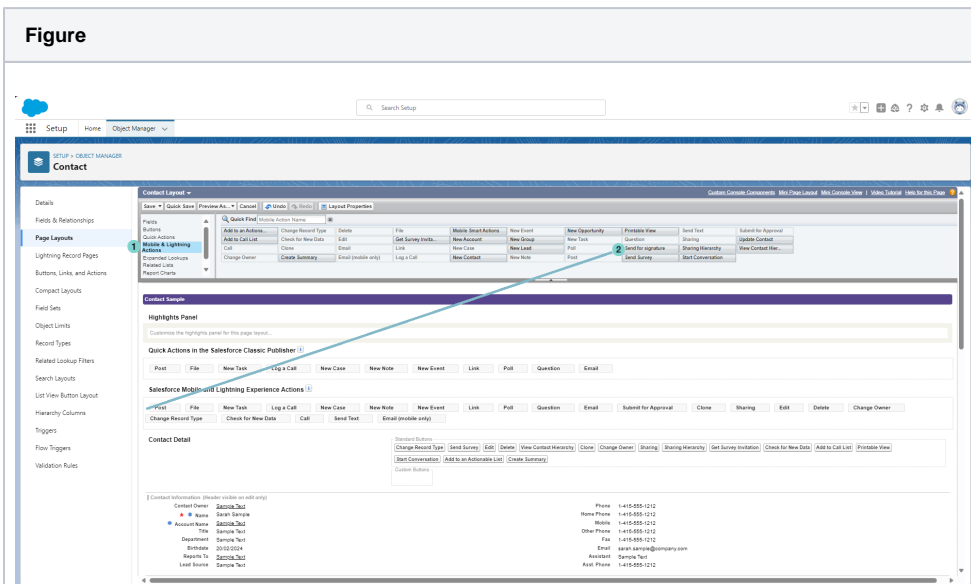 Figure
Search Setup
Setup Home Object Manager
SETUP > OBJECT MANAGER
Contact
Details
Fields & Relationships
Page Layouts
Lightning Record Pages
Buttons, Links, and Actions
Compact Layouts
Field Sets
Object Limits
Record Types
Related Lookup Filters
Search Layouts
List View Button Layout
Hierarchy Columns
Triggers
Flow Triggers
Validation Rules
Contact Layout Custom Console Components Mini Page Layout Mini Console View | Video Tutorial Help for this Page
Save Quick Save Preview As... Cancel Undo Redo Layout Properties
Fields
Buttons
Quick Actions
1 Mobile & Lightning Actions
Expanded Lookups
Related Lists
Report Charts
Quick Find Mobile Action Name
Add to an Actiona... Change Record Type Delete File Mobile Smart Actions New Event New Opportunity Printable View Send Text Submit for Approval
Add to Call List Check for New Data Edit Get Survey Invita... New Account New Group New Task Question Sharing Update Contact
Call Clone Email Link New Case New Lead Poll 2 Send for signature Sharing Hierarchy View Contact Hier...
Change Owner Create Summary Email (mobile only) Log a Call New Contact New Note Post Send Survey Start Conversation
Contact Sample
Highlights Panel
Customize the highlights panel for this page layout...
Quick Actions in the Salesforce Classic Publisher
Post File New Task Log a Call New Case New Note New Event Link Poll Question Email
Salesforce Mobile and Lightning Experience Actions
Post File New Task Log a Call New Case New Note New Event Link Poll Question Email Submit for Approval Clone Sharing Edit Delete Change Owner
Change Record Type Check for New Data Call Send Text Email (mobile only)
Contact Detail
Standard Buttons
Change Record Type Send Survey Edit Delete View Contact Hierarchy Clone Change Owner Sharing Sharing Hierarchy Get Survey Invitation Check for New Data Add to Call List Printable View
Start Conversation Add to an Actionable List Create Summary
Custom Buttons
Contact Information (Header visible on edit only)
Contact Owner Sample Text Phone 1-415-555-1212
Name Sarah Sample Home Phone 1-415-555-1212
Account Name Sample Text Mobile 1-415-555-1212
Title Sample Text Other Phone 1-415-555-1212
Department Sample Text Fax 1-415-555-1212
Birthdate 20/02/2024 Email sarah.sample@company.com
Reports To Sample Text Assistant Sample Text
Lead Source Sample Text Asst. Phone 1-415-555-1212